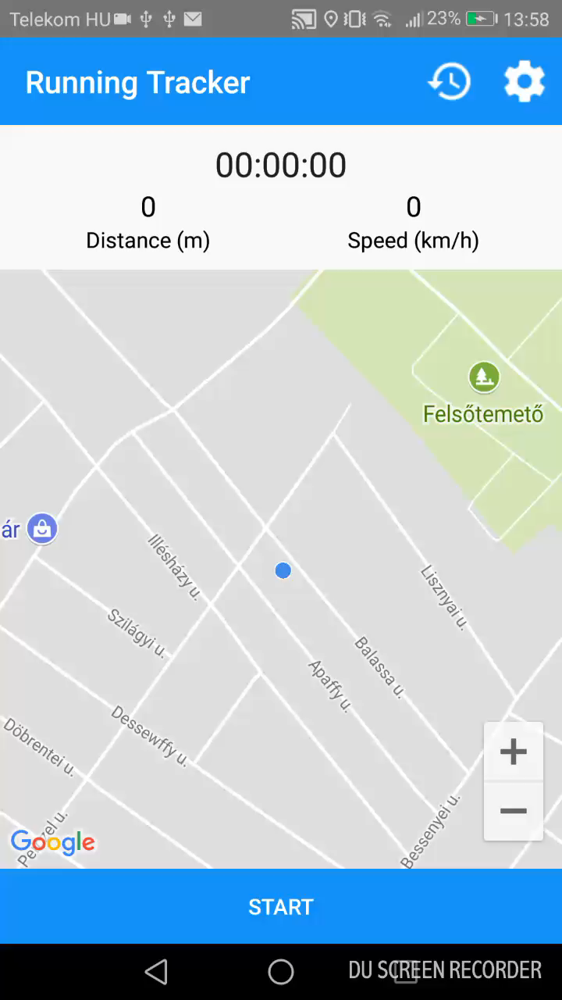 Telekom HU 23% 13:58
Running Tracker
00:00:00
0 0
Distance (m) Speed (km/h)
Felsőtemető
ár
Illésházy u.
Lisznyai u.
Szilágyi u.
Balassa u.
Apaffy u.
Dessewffy u.
Döbrentei u.
Bessenyei u.
Google
START
DU SCREEN RECORDER